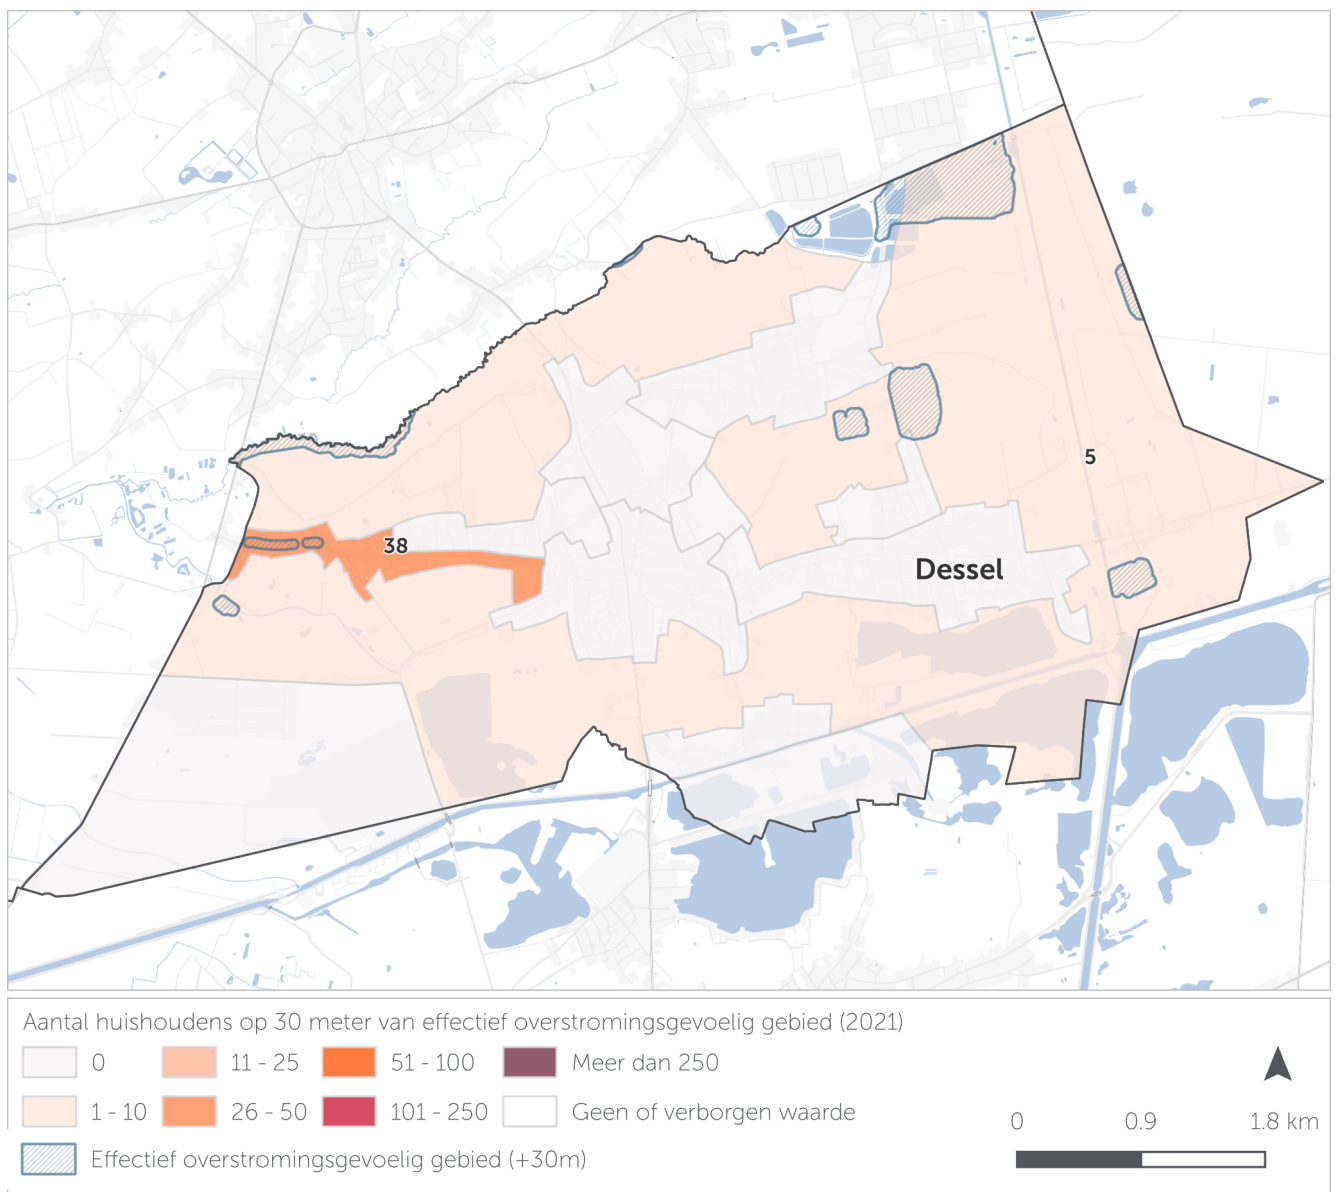 5
38
Dessel
Aantal huishoudens op 30 meter van effectief overstromingsgevoelig gebied (2021)
0 11 - 25 51 - 100 Meer dan 250
1 - 10 26 - 50 101 - 250 Geen of verborgen waarde
Effectief overstromingsgevoelig gebied (+30m)
0 0.9 1.8 km